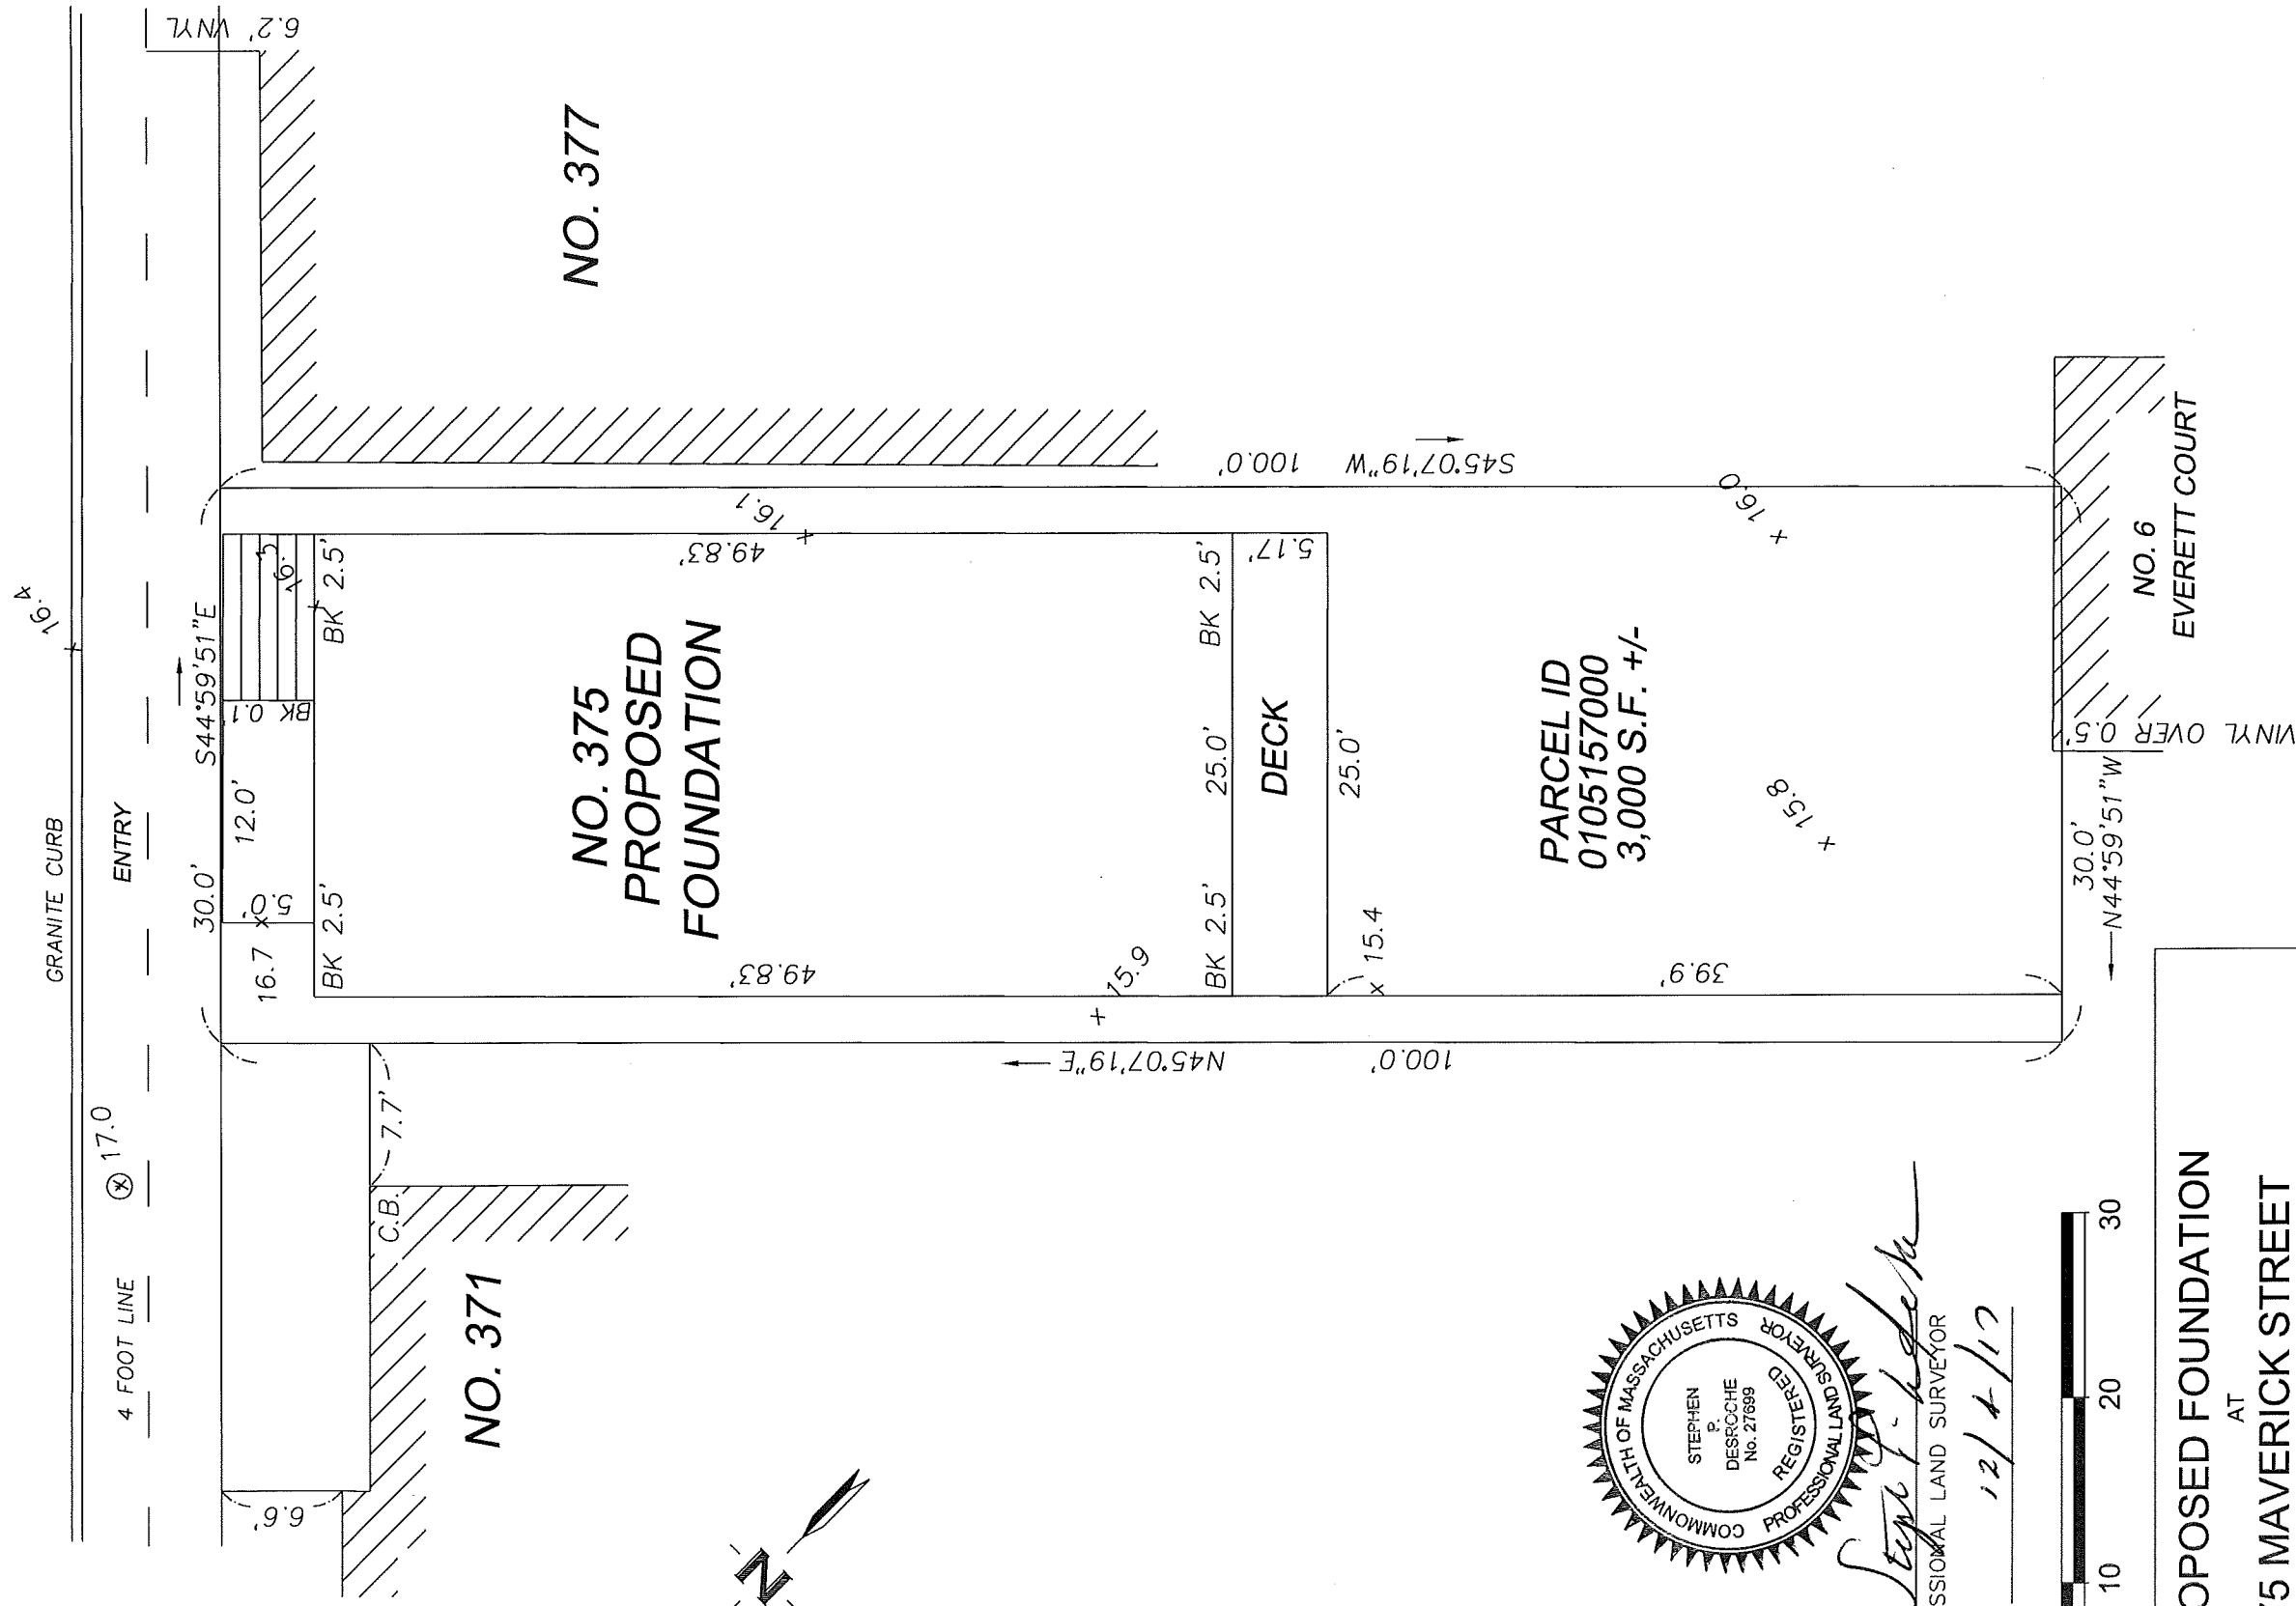 GRANITE CURB
16.4
17.0
4 FOOT LINE
ENTRY
VNYL 6.2'
30.0'
S44°59'51"E
16.7
5.0'
12.0'
BK 0.1
16.3
BK 2.5'
BK 2.5'
6.6'
C.B.
7.7'
NO. 371
NO. 377
NO. 375
PROPOSED
FOUNDATION
49.83'
49.83'
16.1
15.9
BK 2.5'
25.0'
BK 2.5'
DECK
5.17'
25.0'
N45°07'19"E
100.0'
100.0'
S45°07'19"W
15.4
39.9'
PARCEL ID
0105157000
3,000 S.F. +/-
15.8
16.0
30.0'
N44°59'51"W
VINYL OVER 0.5'
NO. 6
EVERETT COURT
N
COMMONWEALTH OF MASSACHUSETTS
STEPHEN
P.
DESROCHE
No. 27699
REGISTERED
PROFESSIONAL LAND SURVEYOR
SSIONAL LAND SURVEYOR
10 20 30
OPOSED FOUNDATION
AT
75 MAVERICK STREET